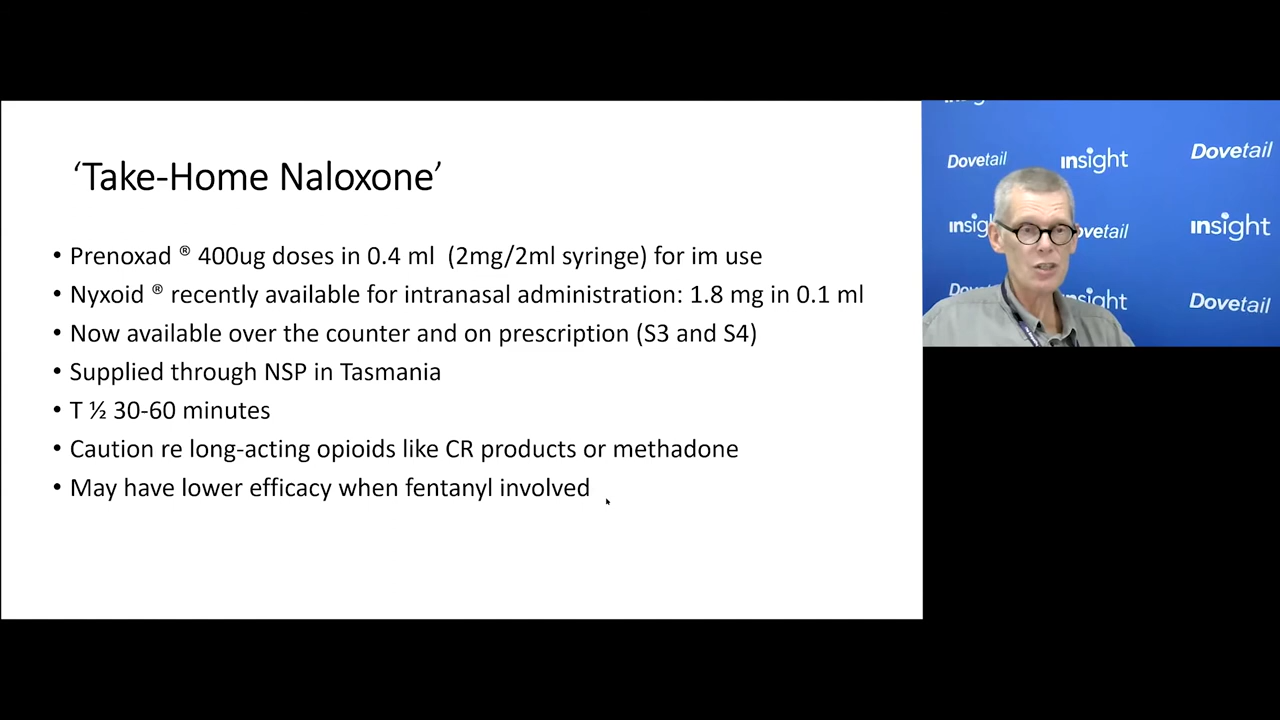 ‘Take-Home Naloxone’
• Prenoxad ® 400ug doses in 0.4 ml (2mg/2ml syringe) for im use
• Nyxoid ® recently available for intranasal administration: 1.8 mg in 0.1 ml
• Now available over the counter and on prescription (S3 and S4)
• Supplied through NSP in Tasmania
• T ½ 30-60 minutes
• Caution re long-acting opioids like CR products or methadone
• May have lower efficacy when fentanyl involved
Dovetail insight Dovetail
insight Dovetail insight
insight Dovetail